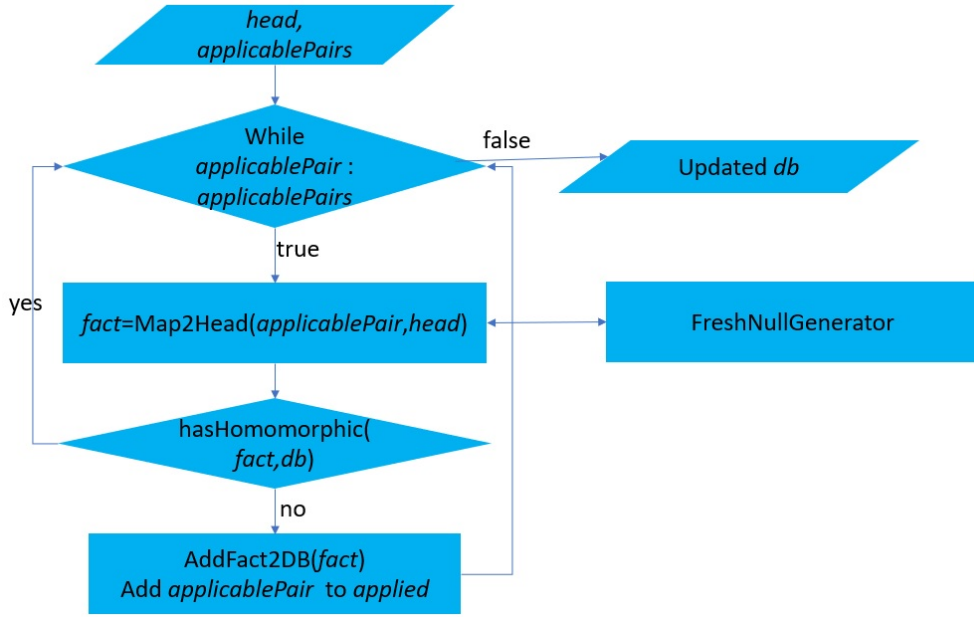 head,
applicablePairs
While
applicablePair :
applicablePairs
false
Updated db
true
yes
fact=Map2Head(applicablePair,head)
FreshNullGenerator
hasHomomorphic(
fact,db)
no
AddFact2DB(fact)
Add applicablePair to applied